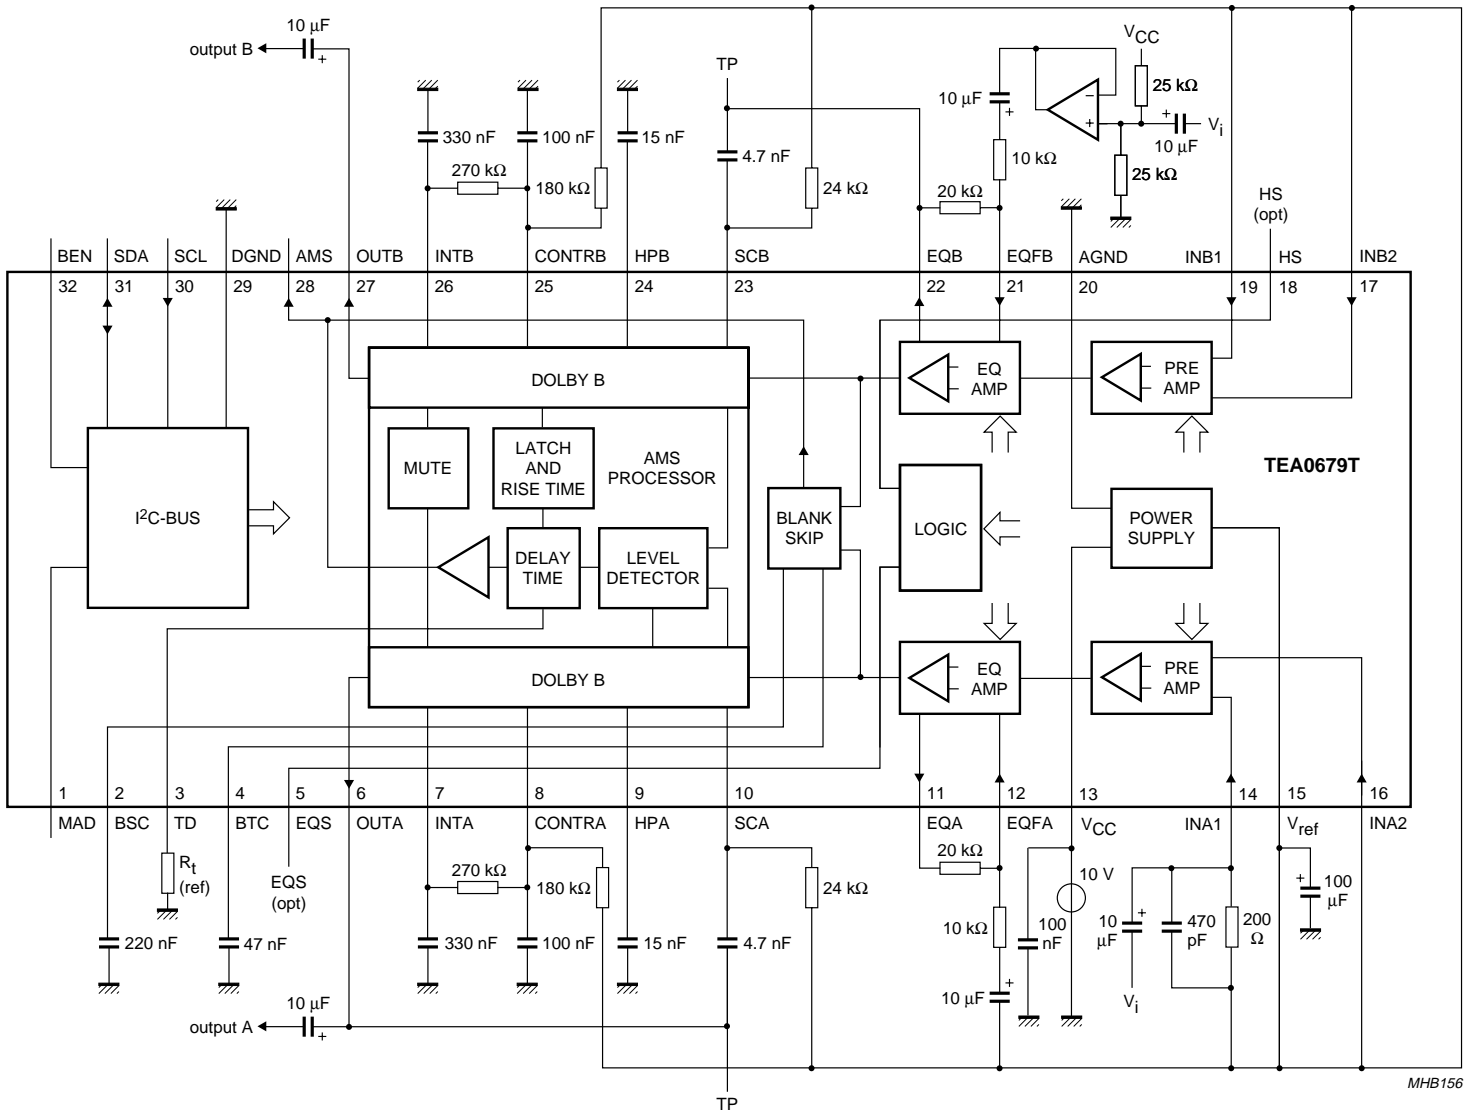 10 μF
output B
+
TP
VCC
25 kΩ
10 μF
+
−
+
+
Vi
10 μF
330 nF
100 nF
15 nF
4.7 nF
10 kΩ
25 kΩ
270 kΩ
180 kΩ
24 kΩ
20 kΩ
HS
(opt)
BEN SDA SCL DGND AMS OUTB INTB CONTRB HPB SCB EQB EQFB AGND INB1 HS INB2
32 31 30 29 28 27 26 25 24 23 22 21 20 19 18 17
DOLBY B
EQ
AMP
PRE
AMP
MUTE
LATCH
AND
RISE TIME
AMS
PROCESSOR
TEA0679T
I2C-BUS
BLANK
SKIP
LOGIC
POWER
SUPPLY
DELAY
TIME
LEVEL
DETECTOR
DOLBY B
EQ
AMP
PRE
AMP
1 2 3 4 5 6 7 8 9 10 11 12 13 14 15 16
MAD BSC TD BTC EQS OUTA INTA CONTRA HPA SCA EQA EQFA VCC INA1 Vref INA2
Rt
(ref)
EQS
(opt)
270 kΩ
180 kΩ
24 kΩ
20 kΩ
10 V
+
100
μF
220 nF
47 nF
330 nF
100 nF
15 nF
4.7 nF
10 kΩ
100
nF
10
μF
+
470
pF
200
Ω
10 μF
+
Vi
10 μF
output A
+
TP
MHB156